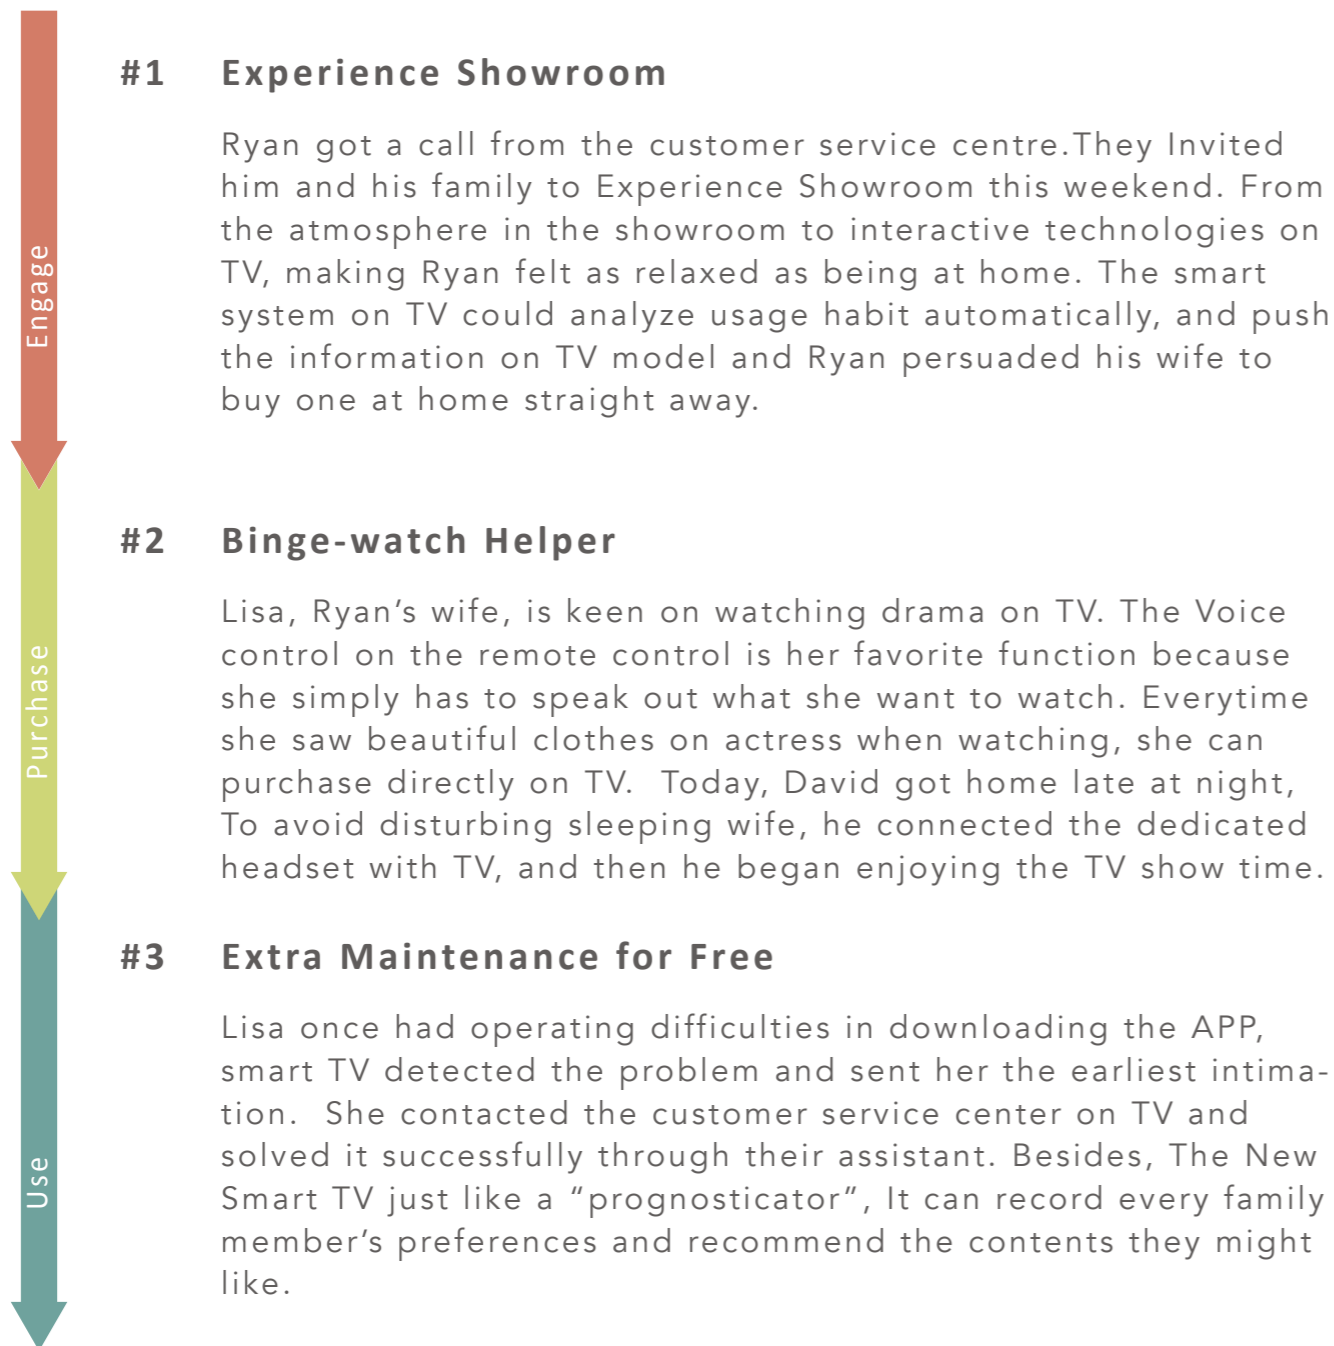 #1 Experience Showroom
Ryan got a call from the customer service centre.They Invited
him and his family to Experience Showroom this weekend. From
the atmosphere in the showroom to interactive technologies on
TV, making Ryan felt as relaxed as being at home. The smart
system on TV could analyze usage habit automatically, and push
the information on TV model and Ryan persuaded his wife to
buy one at home straight away.
Engage
#2 Binge-watch Helper
Lisa, Ryan’s wife, is keen on watching drama on TV. The Voice
control on the remote control is her favorite function because
she simply has to speak out what she want to watch. Everytime
she saw beautiful clothes on actress when watching, she can
purchase directly on TV.  Today, David got home late at night,
To avoid disturbing sleeping wife, he connected the dedicated
headset with TV, and then he began enjoying the TV show time.
Purchase
#3 Extra Maintenance for Free
Lisa once had operating difficulties in downloading the APP,
smart TV detected the problem and sent her the earliest intima-
tion.  She contacted the customer service center on TV and
solved it successfully through their assistant. Besides, The New
Smart TV just like a “prognosticator”, It can record every family
member’s preferences and recommend the contents they might
like.
Use